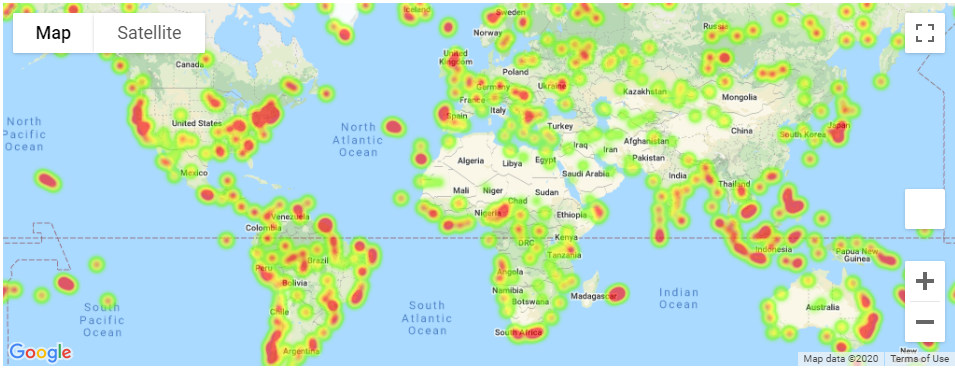 Map
Satellite
Iceland
Sweden
Norway
Russia
Canada
United
Kingdom
Poland
Germany
Ukraine
Kazakhstan
Mongolia
France
Italy
Spain
Turkey
United States
North
Pacific
Ocean
North
Atlantic
Ocean
China
South Korea
Japan
Iraq
Iran
Afghanistan
Pakistan
Algeria
Libya
Egypt
Saudi Arabia
India
Mexico
Mali
Niger
Sudan
Chad
Thailand
Nigeria
Ethiopia
Venezuela
Colombia
DRC
Kenya
Tanzania
Indonesia
Papua New
Guinea
Brazil
Peru
Bolivia
Angola
Namibia
Botswana
Madagascar
Indian
Ocean
Australia
South
Pacific
Ocean
South
Atlantic
Ocean
Chile
Argentina
South Africa
New
Google
Map data ©2020
Terms of Use